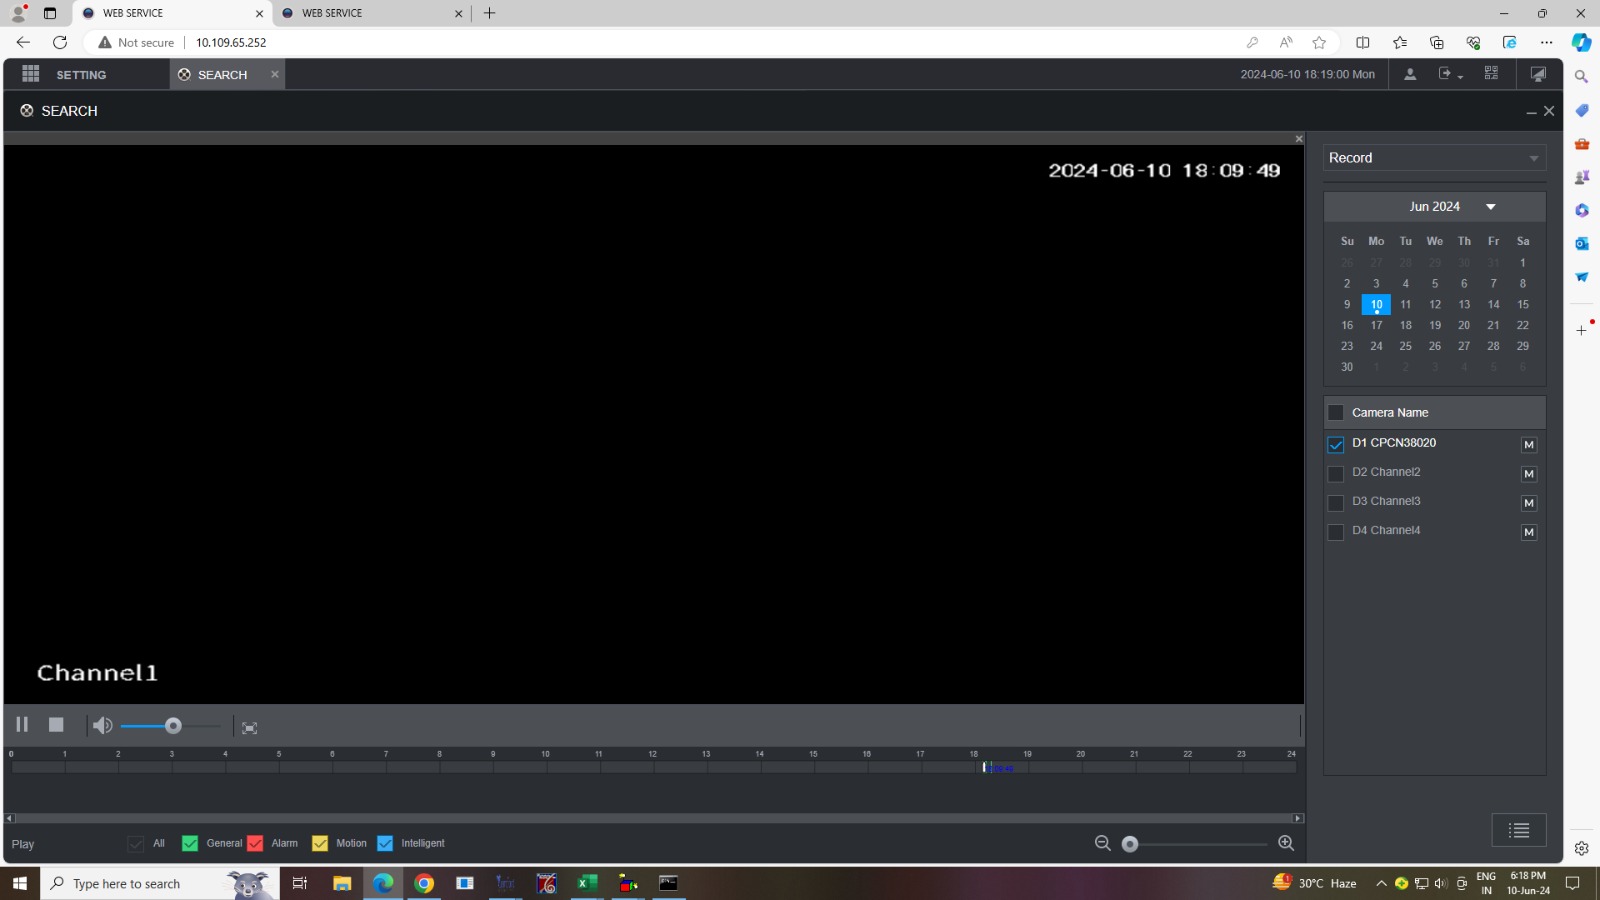 WEB SERVICE
WEB SERVICE
Not secure
10.109.65.252
SETTING
SEARCH
2024-06-10 18:19:00 Mon
SEARCH
2024-06-10 18:09:49
Channel1
Record
Jun 2024
Su Mo Tu We Th Fr Sa
26 27 28 29 30 31 1
2 3 4 5 6 7 8
9 10 11 12 13 14 15
16 17 18 19 20 21 22
23 24 25 26 27 28 29
30 1 2 3 4 5 6
Camera Name
D1 CPCN38020 M
D2 Channel2 M
D3 Channel3 M
D4 Channel4 M
0 1 2 3 4 5 6 7 8 9 10 11 12 13 14 15 16 17 18 19 20 21 22 23 24
Play
All General Alarm Motion Intelligent
Type here to search
30°C Haze
ENG
IN
6:18 PM
10-Jun-24